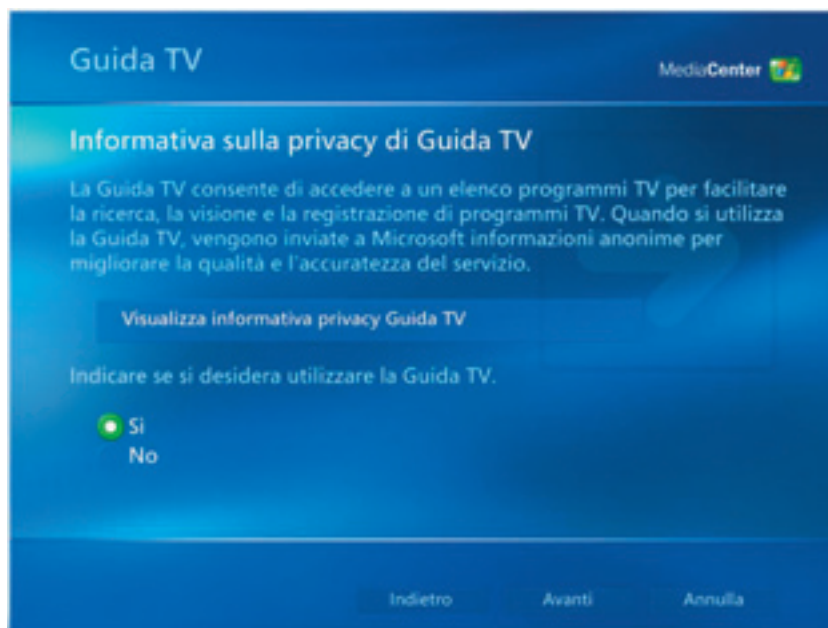 Guida TV
MediaCenter
Informativa sulla privacy di Guida TV
La Guida TV consente di accedere a un elenco programmi TV per facilitare
la ricerca, la visione e la registrazione di programmi TV. Quando si utilizza
la Guida TV, vengono inviate a Microsoft informazioni anonime per
migliorare la qualità e l'accuratezza del servizio.
Visualizza informativa privacy Guida TV
Indicare se si desidera utilizzare la Guida TV.
Sì
No
Indietro Avanti Annulla